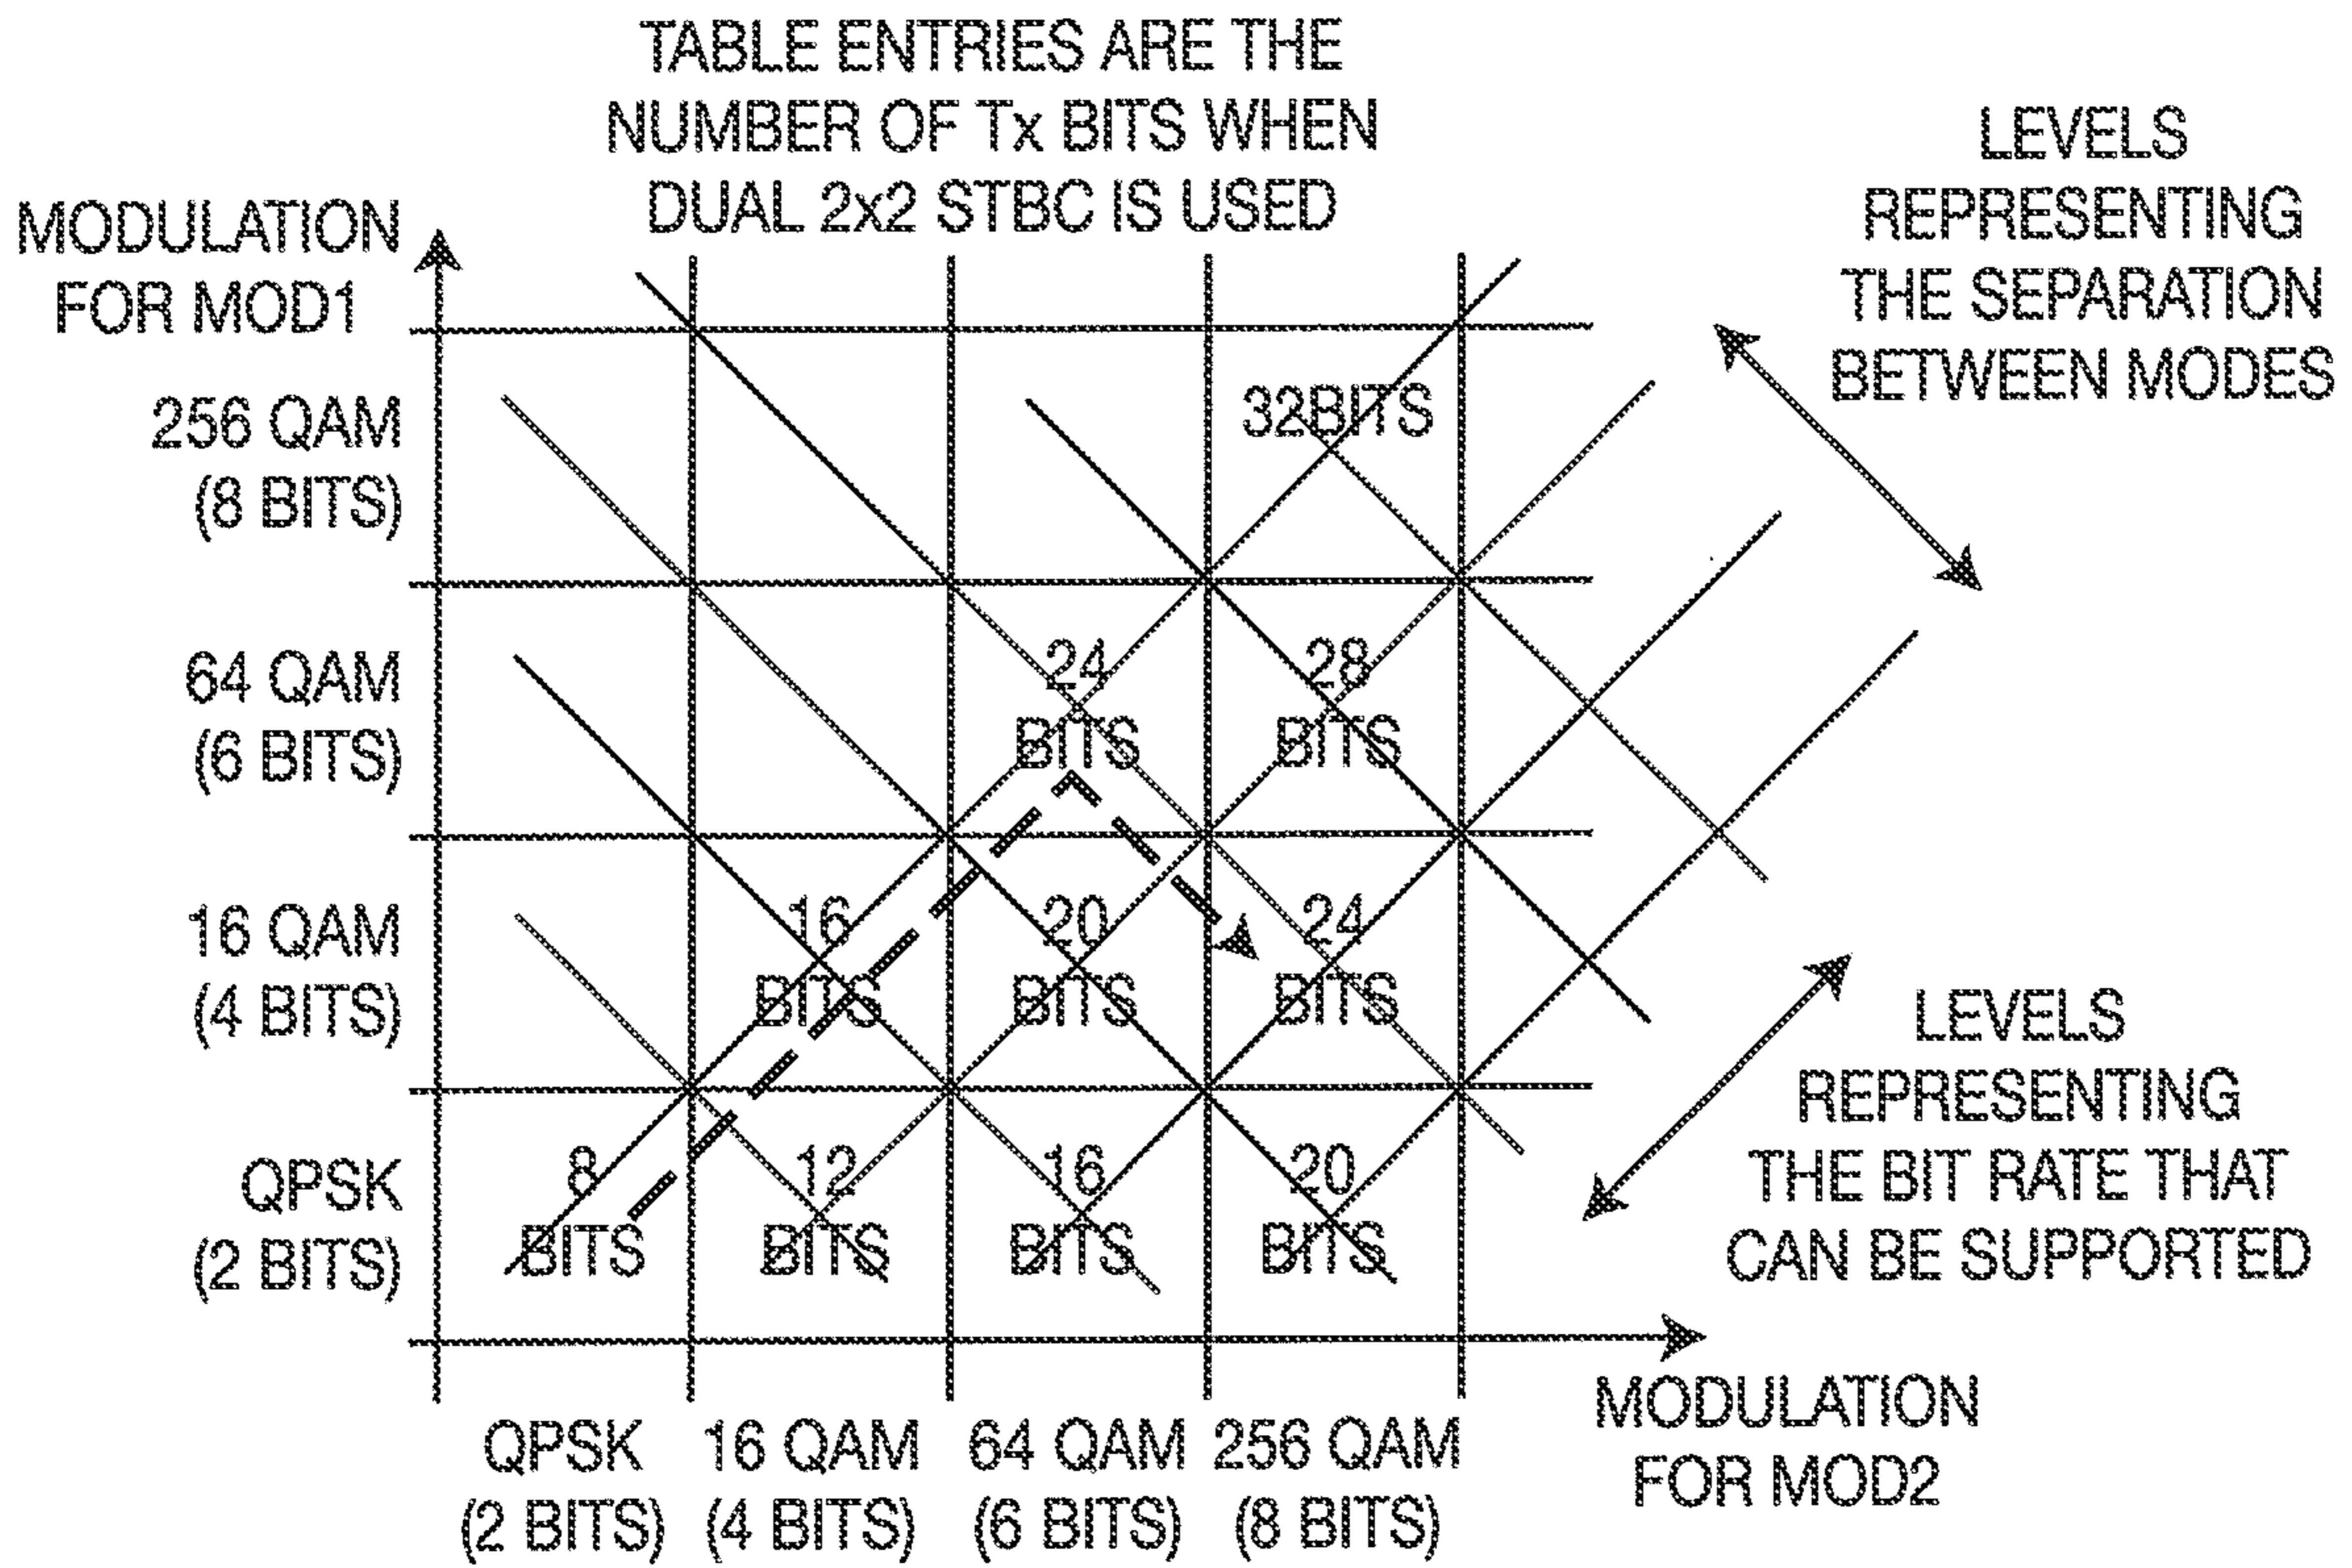 TABLE ENTRIES ARE THE
NUMBER OF Tx BITS WHEN
DUAL 2x2 STBC IS USED
MODULATION
FOR MOD1
LEVELS
REPRESENTING
THE SEPARATION
BETWEEN MODES
256 QAM
(8 BITS)
32BITS
64 QAM
(6 BITS)
24
BITS
28
BITS
16 QAM
(4 BITS)
16
BITS
20
BITS
24
BITS
QPSK
(2 BITS)
8
BITS
12
BITS
16
BITS
20
BITS
LEVELS
REPRESENTING
THE BIT RATE THAT
CAN BE SUPPORTED
QPSK
(2 BITS)
16 QAM
(4 BITS)
64 QAM
(6 BITS)
256 QAM
(8 BITS)
MODULATION
FOR MOD2